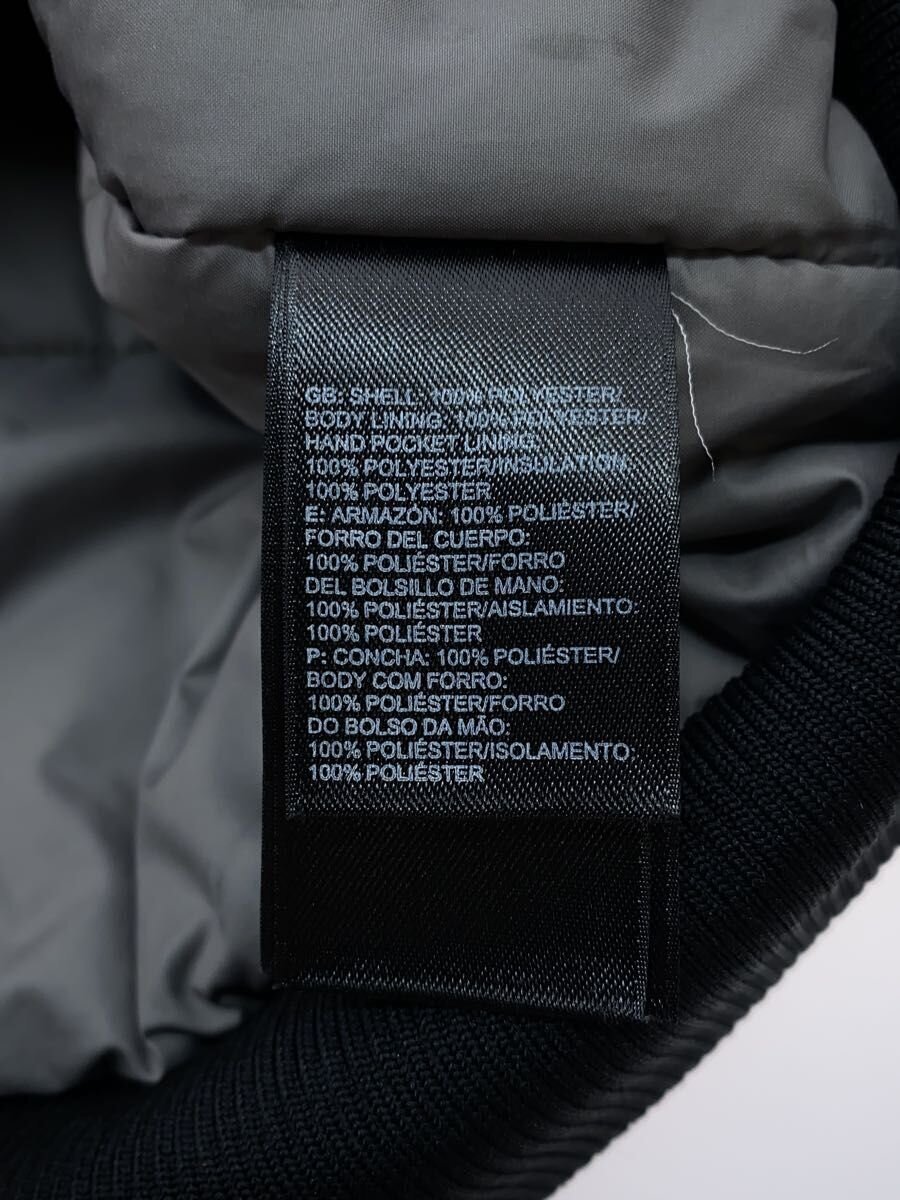 GB: SHELL: 100% POLYESTER/
BODY LINING: 100% POLYESTER/
HAND POCKET LINING:
100% POLYESTER/INSULATION:
100% POLYESTER
E: ARMAZÓN: 100% POLIÉSTER/
FORRO DEL CUERPO:
100% POLIÉSTER/FORRO
DEL BOLSILLO DE MANO:
100% POLIÉSTER/AISLAMIENTO:
100% POLIÉSTER
P: CONCHA: 100% POLIÉSTER/
BODY COM FORRO:
100% POLIÉSTER/FORRO
DO BOLSO DA MÃO:
100% POLIÉSTER/ISOLAMENTO:
100% POLIÉSTER